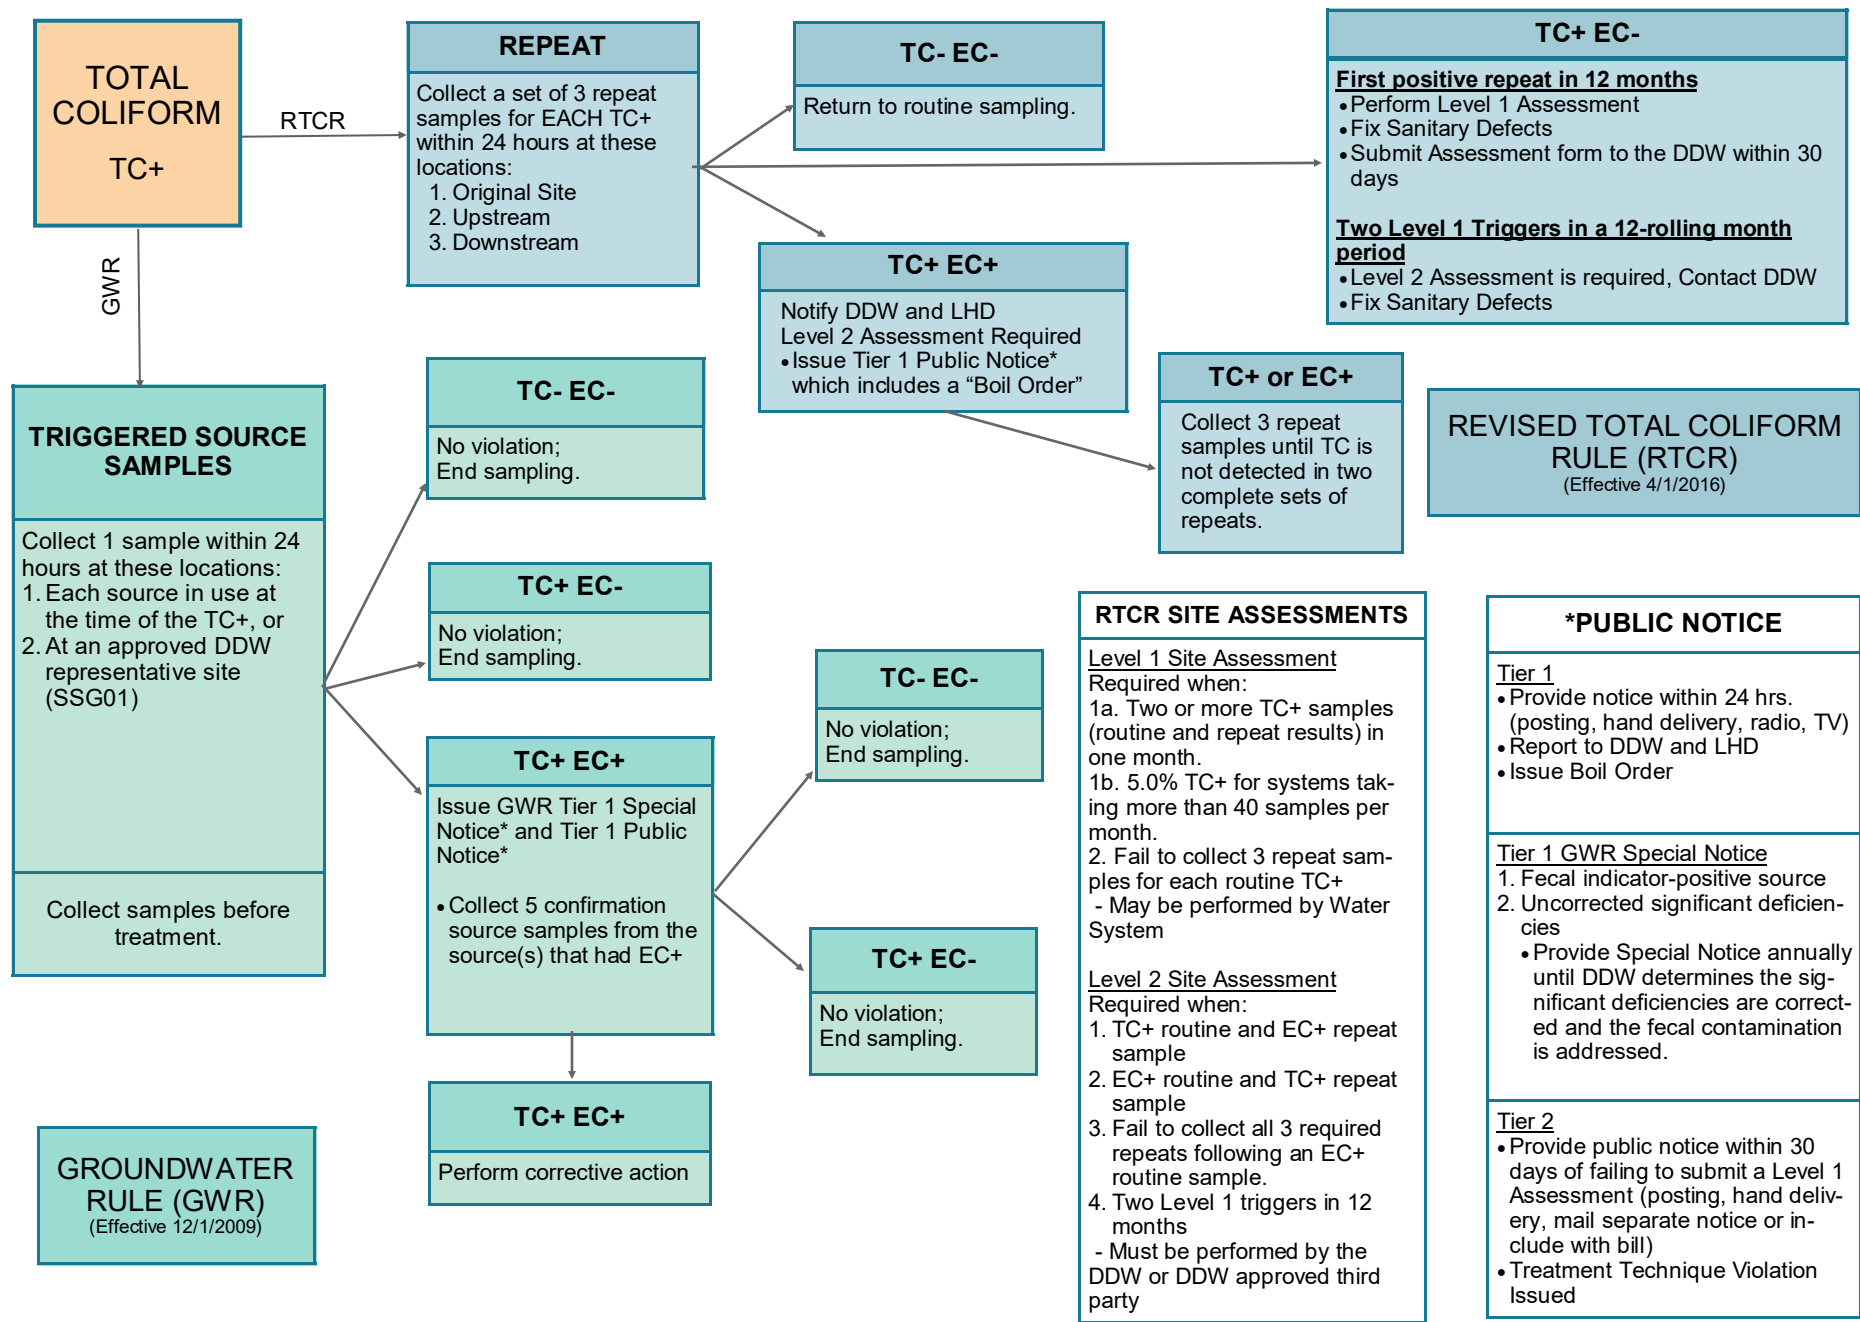 TOTAL
COLIFORM
TC+
RTCR
GWR
REPEAT
Collect a set of 3 repeat
samples for EACH TC+
within 24 hours at these
locations:
1. Original Site
2. Upstream
3. Downstream
TC- EC-
Return to routine sampling.
TC+ EC-
First positive repeat in 12 months
•Perform Level 1 Assessment
•Fix Sanitary Defects
•Submit Assessment form to the DDW within 30
days
Two Level 1 Triggers in a 12-rolling month
period
•Level 2 Assessment is required, Contact DDW
•Fix Sanitary Defects
TC+ EC+
Notify DDW and LHD
Level 2 Assessment Required
•Issue Tier 1 Public Notice*
which includes a “Boil Order”
TC+ or EC+
Collect 3 repeat
samples until TC is
not detected in two
complete sets of
repeats.
REVISED TOTAL COLIFORM
RULE (RTCR)
(Effective 4/1/2016)
TRIGGERED SOURCE
SAMPLES
Collect 1 sample within 24
hours at these locations:
1. Each source in use at
the time of the TC+, or
2. At an approved DDW
representative site
(SSG01)
Collect samples before
treatment.
TC- EC-
No violation;
End sampling.
TC+ EC-
No violation;
End sampling.
TC+ EC+
Issue GWR Tier 1 Special
Notice* and Tier 1 Public
Notice*
•Collect 5 confirmation
source samples from the
source(s) that had EC+
TC- EC-
No violation;
End sampling.
TC+ EC-
No violation;
End sampling.
TC+ EC+
Perform corrective action
GROUNDWATER
RULE (GWR)
(Effective 12/1/2009)
RTCR SITE ASSESSMENTS
Level 1 Site Assessment
Required when:
1a. Two or more TC+ samples
(routine and repeat results) in
one month.
1b. 5.0% TC+ for systems tak-
ing more than 40 samples per
month.
2. Fail to collect 3 repeat sam-
ples for each routine TC+
- May be performed by Water
System
Level 2 Site Assessment
Required when:
1. TC+ routine and EC+ repeat
sample
2. EC+ routine and TC+ repeat
sample
3. Fail to collect all 3 required
repeats following an EC+
routine sample.
4. Two Level 1 triggers in 12
months
- Must be performed by the
DDW or DDW approved third
party
*PUBLIC NOTICE
Tier 1
•Provide notice within 24 hrs.
(posting, hand delivery, radio, TV)
•Report to DDW and LHD
•Issue Boil Order
Tier 1 GWR Special Notice
1. Fecal indicator-positive source
2. Uncorrected significant deficien-
cies
•Provide Special Notice annually
until DDW determines the sig-
nificant deficiencies are correct-
ed and the fecal contamination
is addressed.
Tier 2
•Provide public notice within 30
days of failing to submit a Level 1
Assessment (posting, hand deliv-
ery, mail separate notice or in-
clude with bill)
•Treatment Technique Violation
Issued